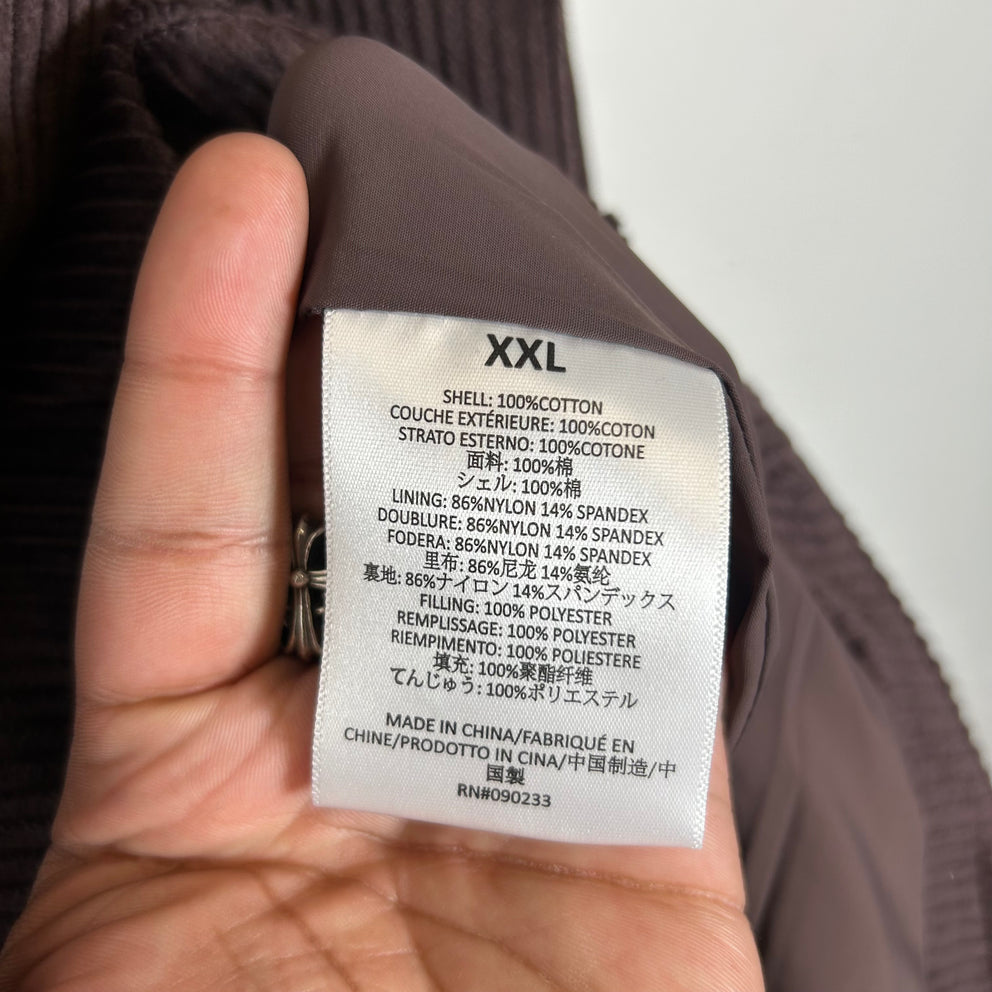 XXL
SHELL: 100%COTTON
COUCHE EXTÉRIEURE: 100%COTON
STRATO ESTERNO: 100%COTONE
面料: 100%棉
シェル: 100%棉
LINING: 86%NYLON 14% SPANDEX
DOUBLURE: 86%NYLON 14% SPANDEX
FODERA: 86%NYLON 14% SPANDEX
里布: 86%尼龙 14%氨纶
裏地: 86%ナイロン 14%スパンデックス
FILLING: 100% POLYESTER
REMPLISSAGE: 100% POLYESTER
RIEMPIMENTO: 100% POLIESTERE
填充: 100%聚酯纤维
てんじゅう: 100%ポリエステル
MADE IN CHINA/FABRIQUÉ EN
CHINE/PRODOTTO IN CINA/中国制造/中
国製
RN#090233